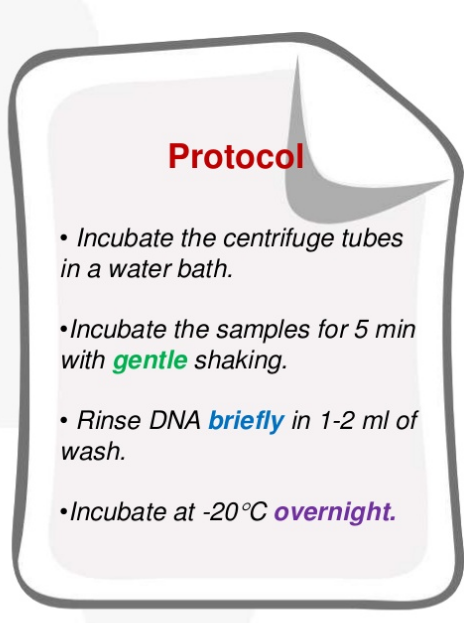 Protocol
• Incubate the centrifuge tubes
in a water bath.
•Incubate the samples for 5 min
with gentle shaking.
• Rinse DNA briefly in 1-2 ml of
wash.
•Incubate at -20°C overnight.